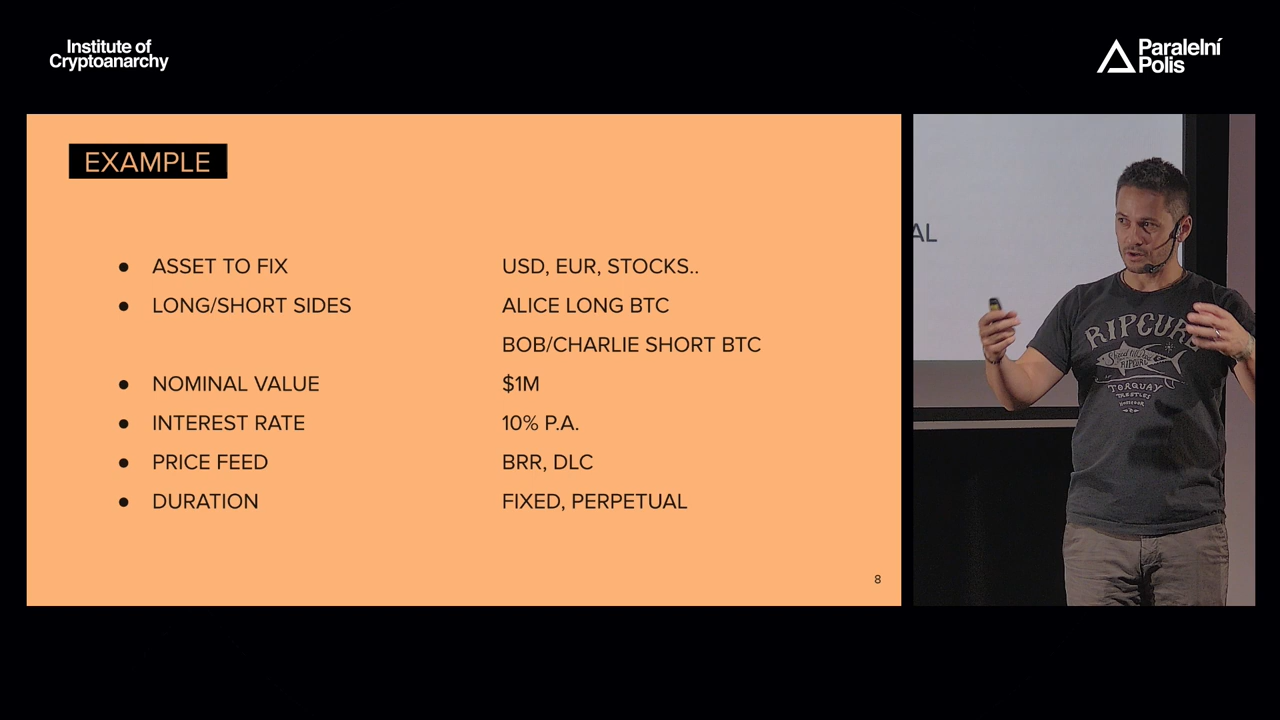 Institute of
Cryptoanarchy
Paralelní
Polis
EXAMPLE
● ASSET TO FIX USD, EUR, STOCKS..
● LONG/SHORT SIDES ALICE LONG BTC
BOB/CHARLIE SHORT BTC
● NOMINAL VALUE $1M
● INTEREST RATE 10% P.A.
● PRICE FEED BRR, DLC
● DURATION FIXED, PERPETUAL
8
AL
RIPCURL
RIPCURL
TORQUAY